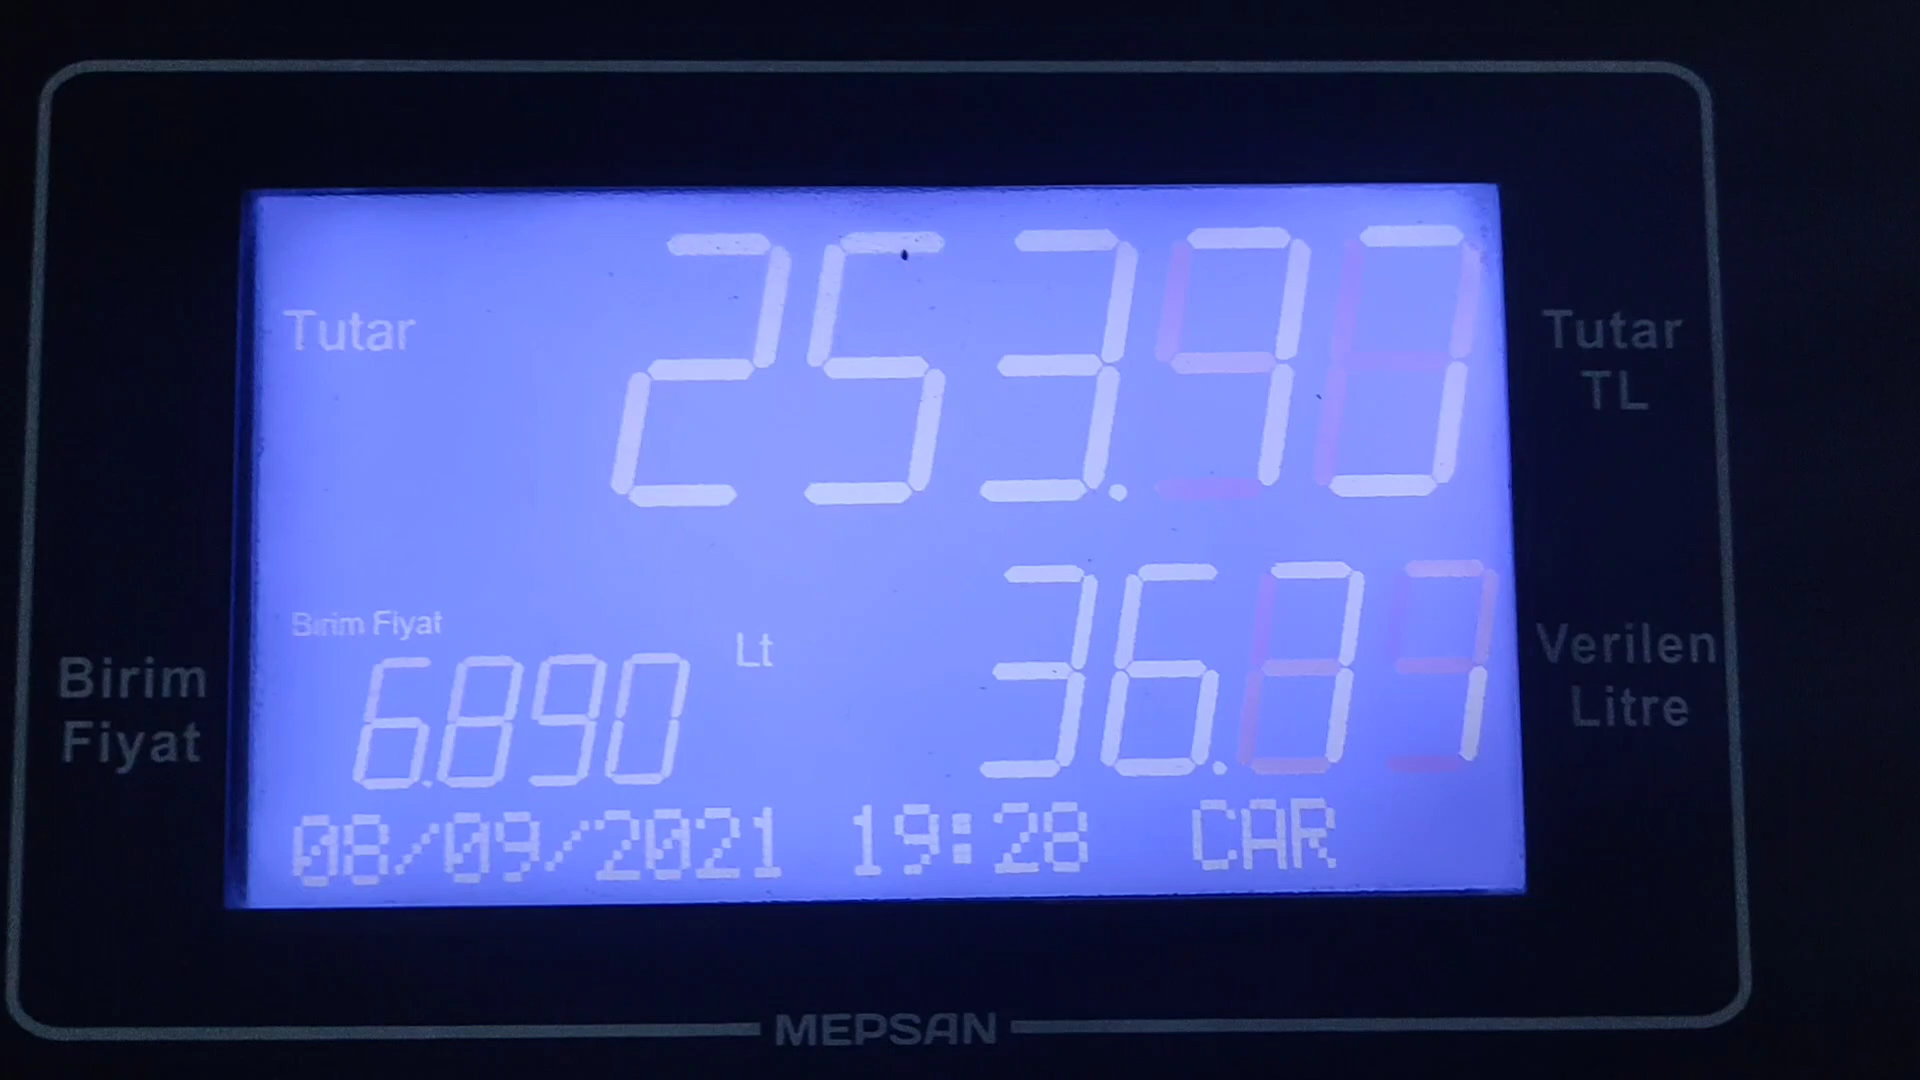 Tutar
253.
Tutar
TL
Birim Fiyat
Lt
36.
Birim
Fiyat
6.890
Verilen
Litre
08/09/2021 19:28 CAR
MEPSAN